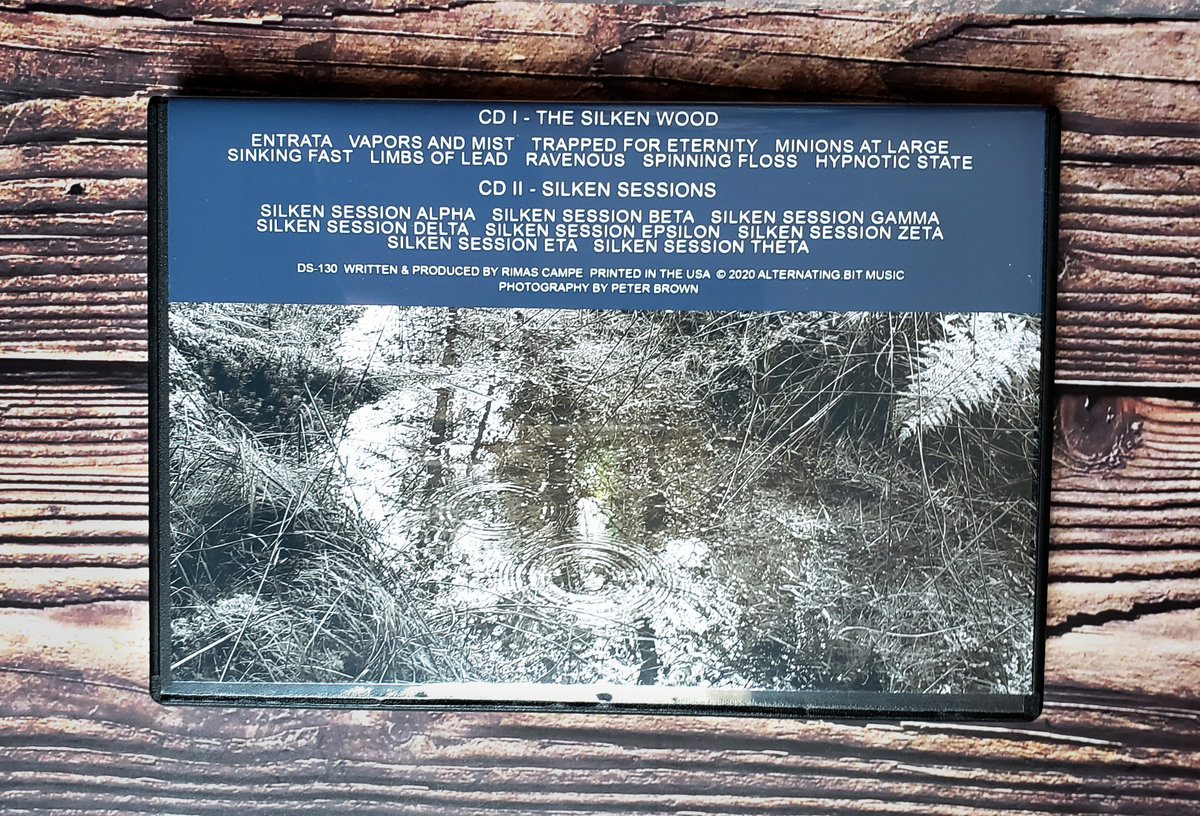 CD I - THE SILKEN WOOD
ENTRATA VAPORS AND MIST TRAPPED FOR ETERNITY MINIONS AT LARGE
SINKING FAST LIMBS OF LEAD RAVENOUS SPINNING FLOSS HYPNOTIC STATE
CD II - SILKEN SESSIONS
SILKEN SESSION ALPHA SILKEN SESSION BETA SILKEN SESSION GAMMA
SILKEN SESSION DELTA SILKEN SESSION EPSILON SILKEN SESSION ZETA
SILKEN SESSION ETA SILKEN SESSION THETA
DS-130 WRITTEN & PRODUCED BY RIMAS CAMPE PRINTED IN THE USA © 2020 ALTERNATING.BIT MUSIC
PHOTOGRAPHY BY PETER BROWN